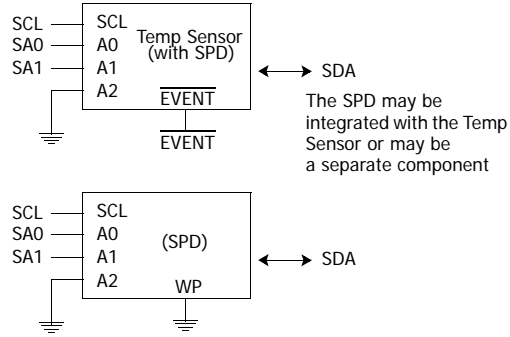 SCL SCL
SA0 A0 Temp Sensor
(with SPD)
SA1 A1 SDA
A2
EVENT
EVENT
The SPD may be
integrated with the Temp
Sensor or may be
a separate component
SCL SCL
SA0 A0 (SPD)
SA1 A1 SDA
A2 WP